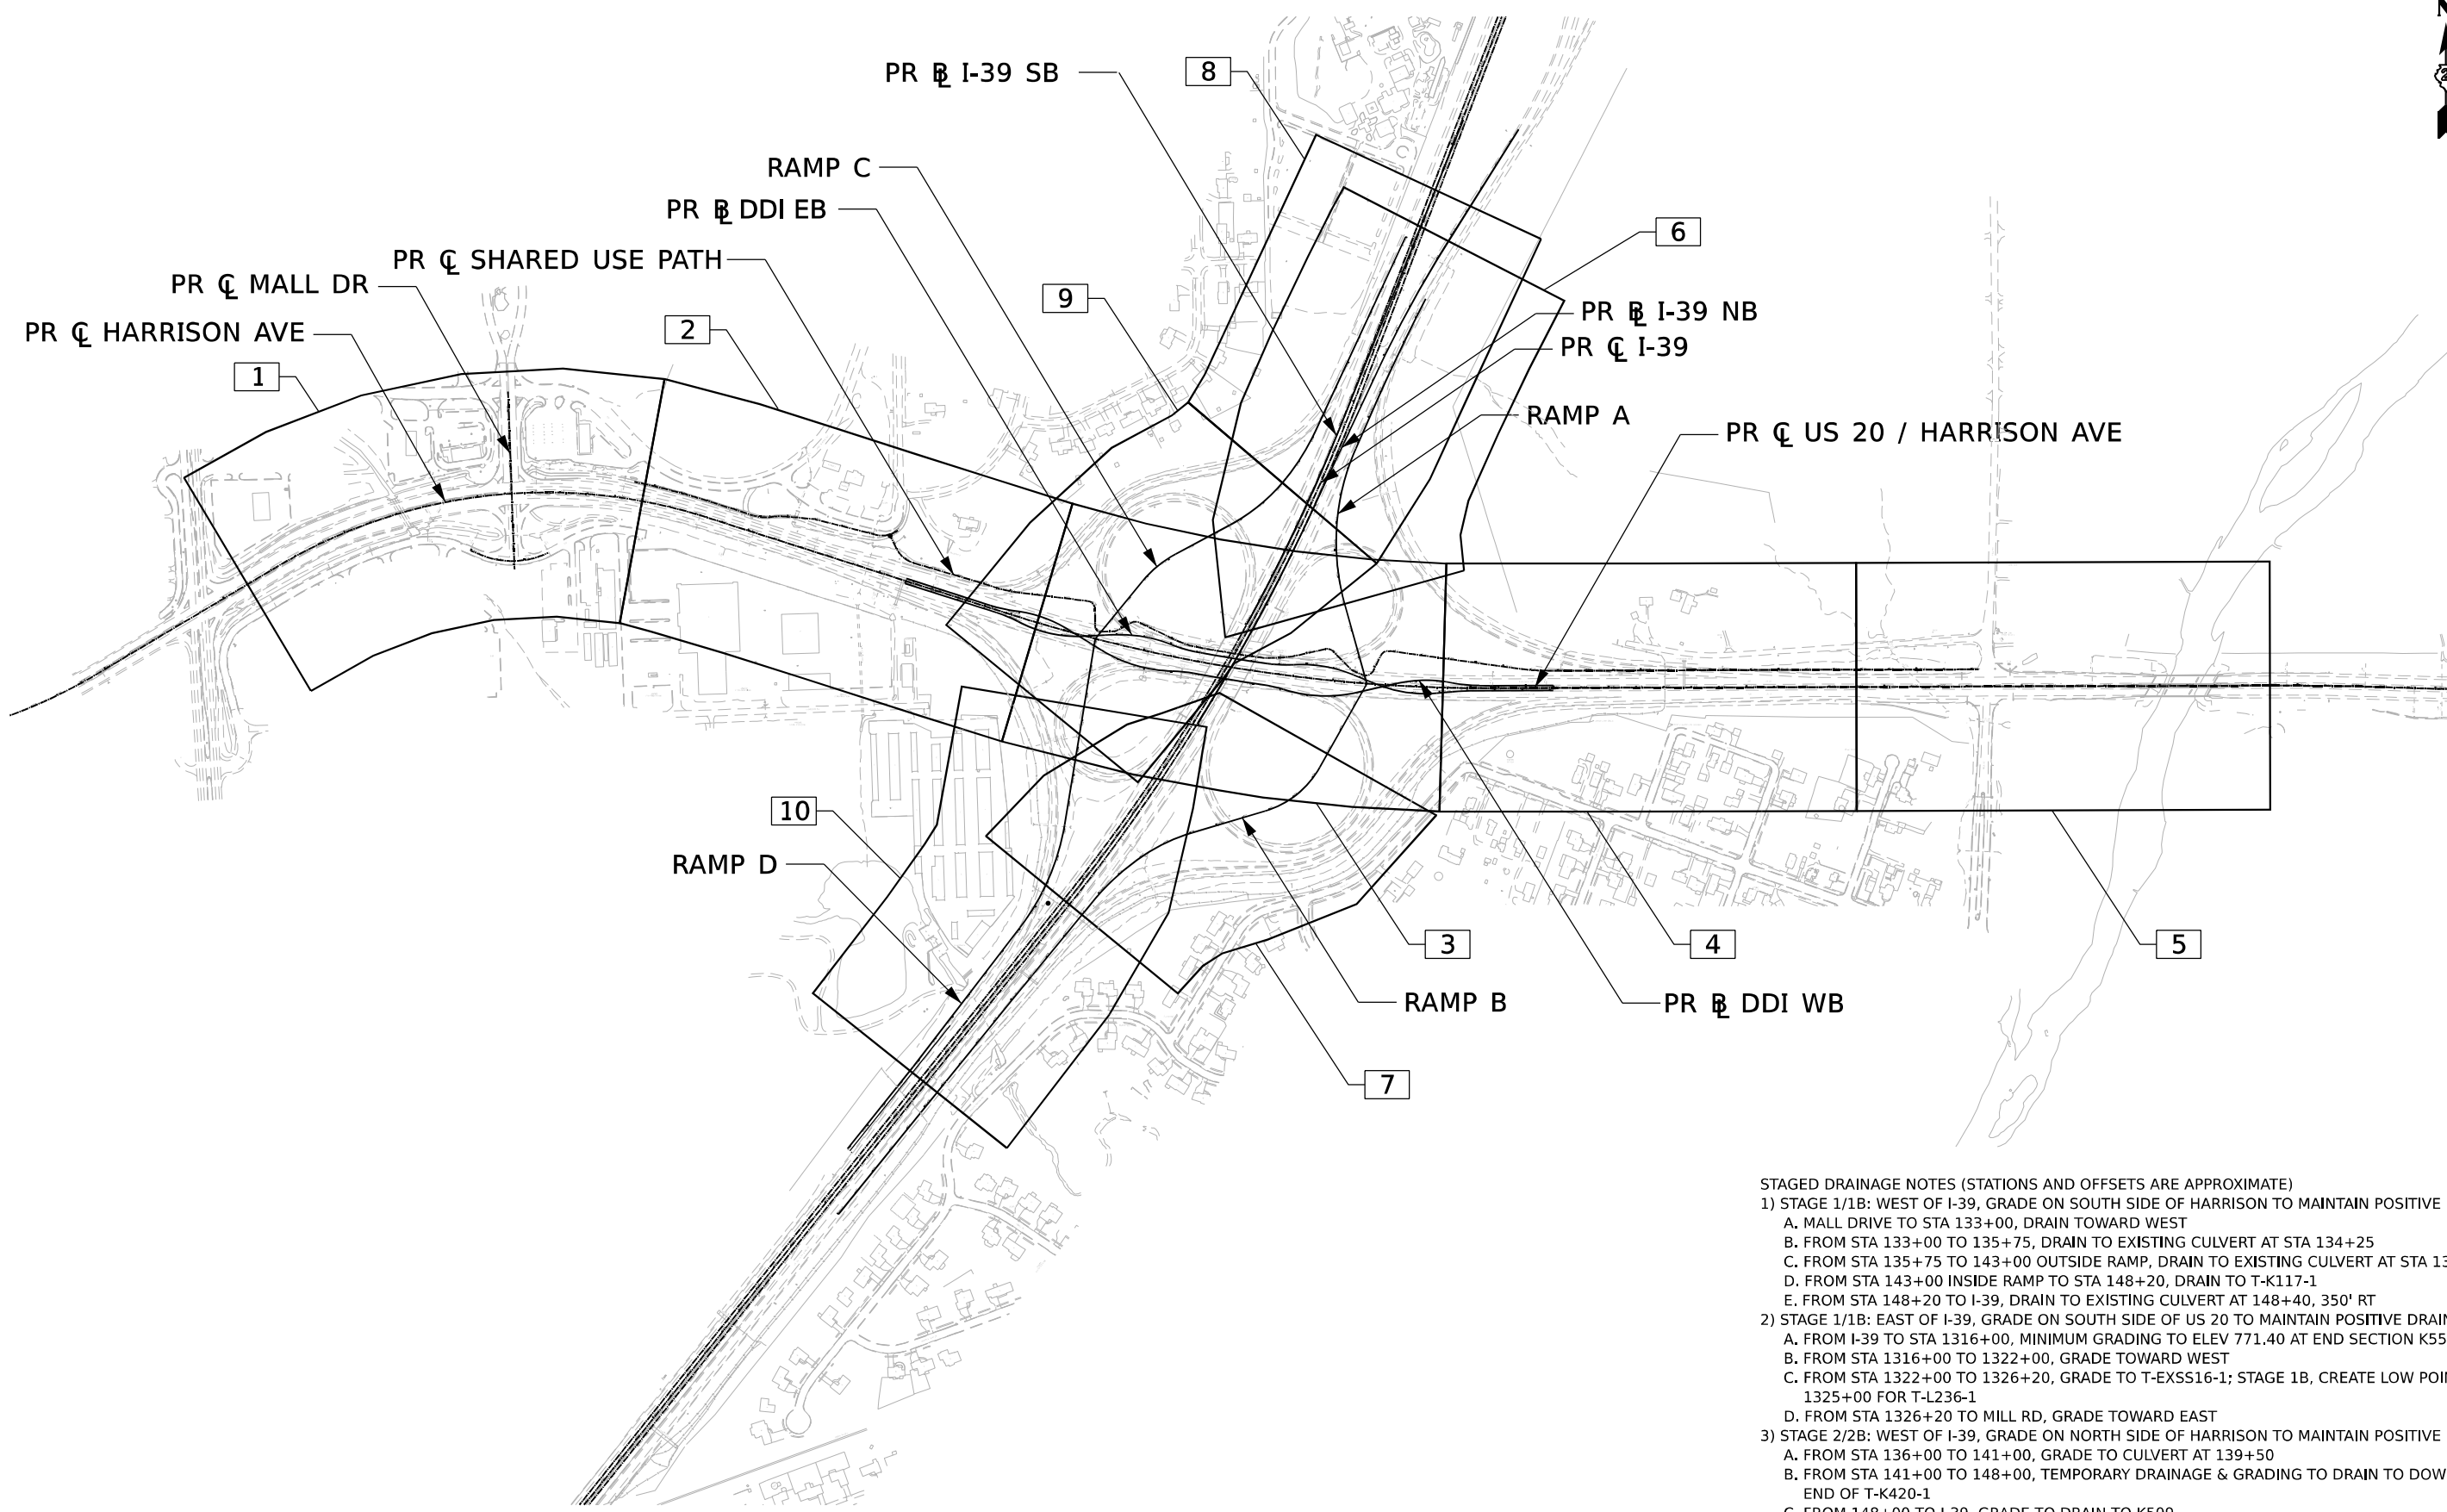 N
PR BL I-39 SB
8
RAMP C
PR BL DDI EB
6
PR CL SHARED USE PATH
PR CL MALL DR
9
PR BL I-39 NB
PR CL HARRISON AVE
2
PR CL I-39
1
RAMP A
PR CL US 20 / HARRISON AVE
10
RAMP D
3
4
5
RAMP B
PR BL DDI WB
7
STAGED DRAINAGE NOTES (STATIONS AND OFFSETS ARE APPROXIMATE)
1) STAGE 1/1B: WEST OF I-39, GRADE ON SOUTH SIDE OF HARRISON TO MAINTAIN POSITIVE
A. MALL DRIVE TO STA 133+00, DRAIN TOWARD WEST
B. FROM STA 133+00 TO 135+75, DRAIN TO EXISTING CULVERT AT STA 134+25
C. FROM STA 135+75 TO 143+00 OUTSIDE RAMP, DRAIN TO EXISTING CULVERT AT STA
D. FROM STA 143+00 INSIDE RAMP TO STA 148+20, DRAIN TO T-K117-1
E. FROM STA 148+20 TO I-39, DRAIN TO EXISTING CULVERT AT 148+40, 350' RT
2) STAGE 1/1B: EAST OF I-39, GRADE ON SOUTH SIDE OF US 20 TO MAINTAIN POSITIVE
A. FROM I-39 TO STA 1316+00, MINIMUM GRADING TO ELEV 771.40 AT END SECTION
B. FROM STA 1316+00 TO 1322+00, GRADE TOWARD WEST
C. FROM STA 1322+00 TO 1326+20, GRADE TO T-EXSS16-1; STAGE 1B, CREATE LOW
1325+00 FOR T-L236-1
D. FROM STA 1326+20 TO MILL RD, GRADE TOWARD EAST
3) STAGE 2/2B: WEST OF I-39, GRADE ON NORTH SIDE OF HARRISON TO MAINTAIN POSITIVE
A. FROM STA 136+00 TO 141+00, GRADE TO CULVERT AT 139+50
B. FROM STA 141+00 TO 148+00, TEMPORARY DRAINAGE & GRADING TO DRAIN TO
END OF T-K420-1